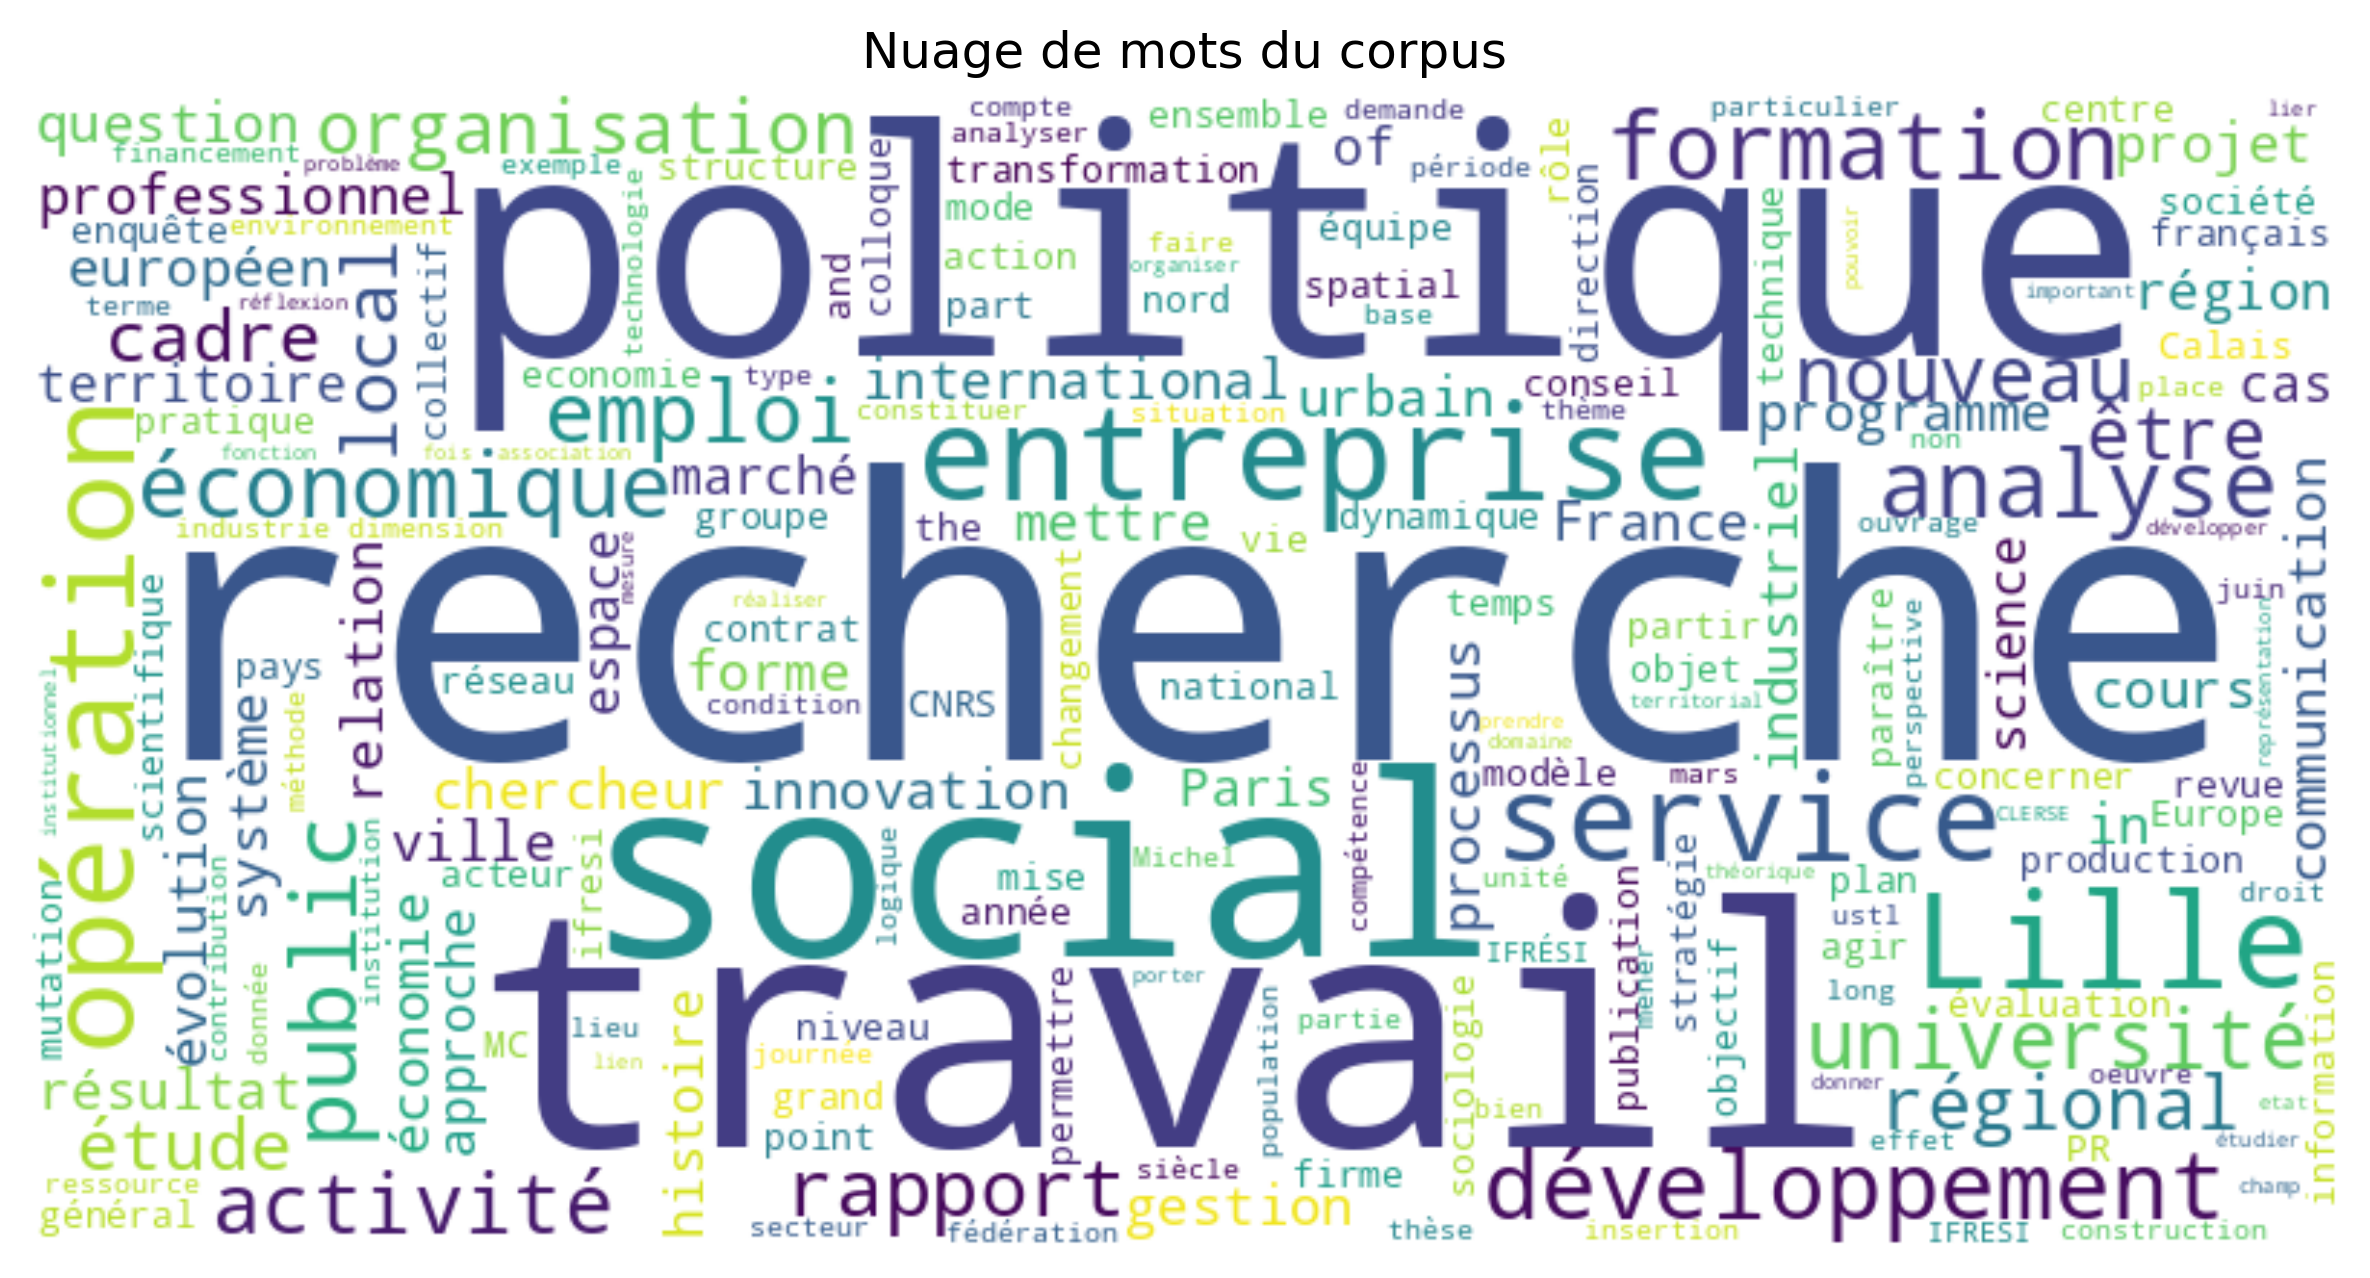 Nuage de mots du corpus
question
organisation
compte
ensemble
demande
particulier
centre
lier
financement
problème
exemple
structure
analyser
transformation
of
période
rôle
formation
projet
professionnel
politique
colloque
mode
équipe
direction
technique
société
enquête
environnement
technologie
action
faire
organiser
pouvoir
français
européen
local
collectif
and
part
nord
spatial
base
important
région
terme
réflexion
cadre
Calais
territoire
economie
type
international
urbain
conseil
nouveau
place
cas
pratique
emploi
constituer
situation
thème
programme
être
fonction
fois
association
entreprise
non
opération
économique
marché
industriel
analyse
communication
industrie
dimension
groupe
the
mettre
dynamique
France
ouvrage
développer
vie
recherche
espace
mesure
relation
scientifique
réaliser
contrat
changement
temps
partir
paraître
perspective
science
juin
représentation
pays
réseau
forme
national
objet
cours
institutionnel
système
méthode
condition
CNRS
processus
territorial
prendre
domaine
évolution
chercheur
innovation
Paris
compétence
modèle
mars
concerner
revue
public
ville
social
service
CLERSE
in
Europe
mutation
contribution
institution
acteur
ifresi
logique
Michel
mise
unité
stratégie
théorique
production
plan
droit
économie
approche
année
publication
ustl
Lille
donnée
travail
IFRÉSI
agir
objectif
mener
porter
long
évaluation
information
MC
lieu
niveau
permettre
population
partie
sociologie
université
lien
histoire
journée
résultat
grand
bien
donner
oeuvre
régional
etat
étude
point
effet
PR
étudier
ressource
activité
rapport
siècle
firme
développement
champ
général
gestion
secteur
fédération
thèse
insertion
IFRESI
construction